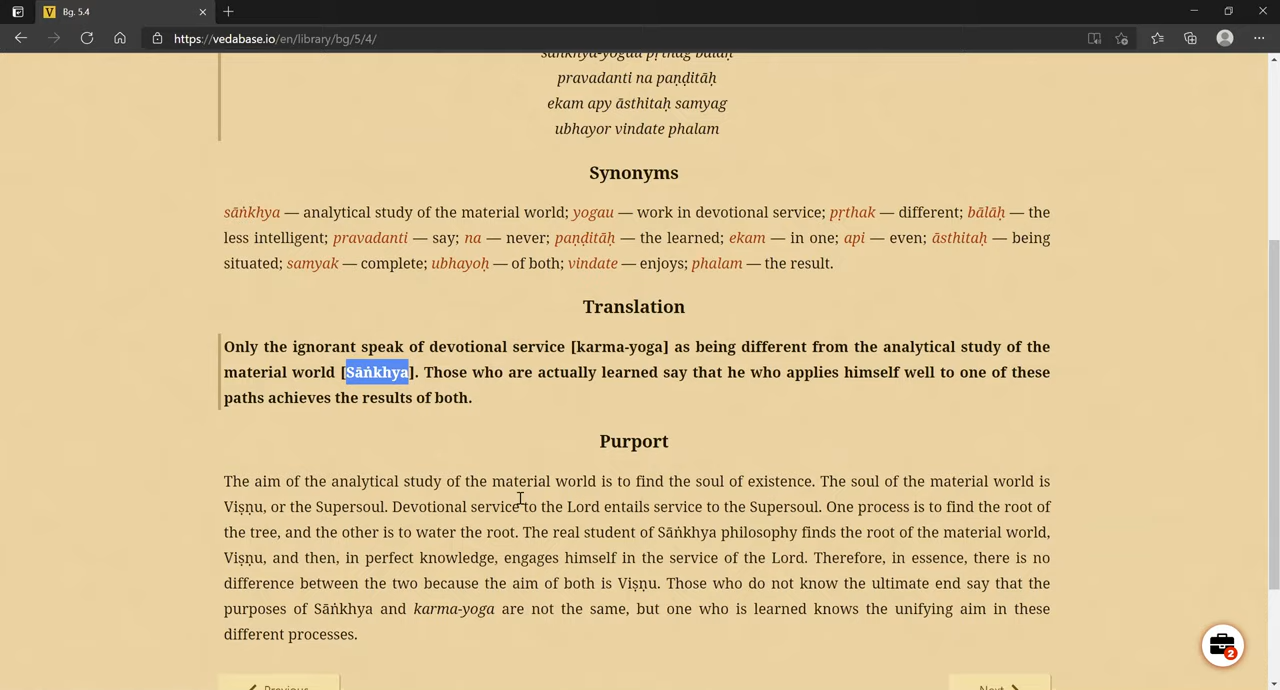 Bg. 5.4
https://vedabase.io/en/library/bg/5/4/
sāṅkhya-yogau pṛthag bālāḥ
pravadanti na paṇḍitāḥ
ekam apy āsthitaḥ samyag
ubhayor vindate phalam
Synonyms
sāṅkhya — analytical study of the material world; yogau — work in devotional service; pṛthak — different; bālāḥ — the
less intelligent; pravadanti — say; na — never; paṇḍitāḥ — the learned; ekam — in one; api — even; āsthitaḥ — being
situated; samyak — complete; ubhayoḥ — of both; vindate — enjoys; phalam — the result.
Translation
Only the ignorant speak of devotional service [karma-yoga] as being different from the analytical study of the
material world [Sāṅkhya]. Those who are actually learned say that he who applies himself well to one of these
paths achieves the results of both.
Purport
The aim of the analytical study of the material world is to find the soul of existence. The soul of the material world is
Viṣṇu, or the Supersoul. Devotional service to the Lord entails service to the Supersoul. One process is to find the root of
the tree, and the other is to water the root. The real student of Sāṅkhya philosophy finds the root of the material world,
Viṣṇu, and then, in perfect knowledge, engages himself in the service of the Lord. Therefore, in essence, there is no
difference between the two because the aim of both is Viṣṇu. Those who do not know the ultimate end say that the
purposes of Sāṅkhya and karma-yoga are not the same, but one who is learned knows the unifying aim in these
different processes.
2
Previous
Next